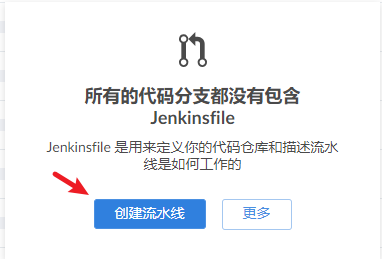 所有的代码分支都没有包含
Jenkinsfile
Jenkinsfile 是用来定义你的代码仓库和描述流水
线是如何工作的
创建流水线 更多